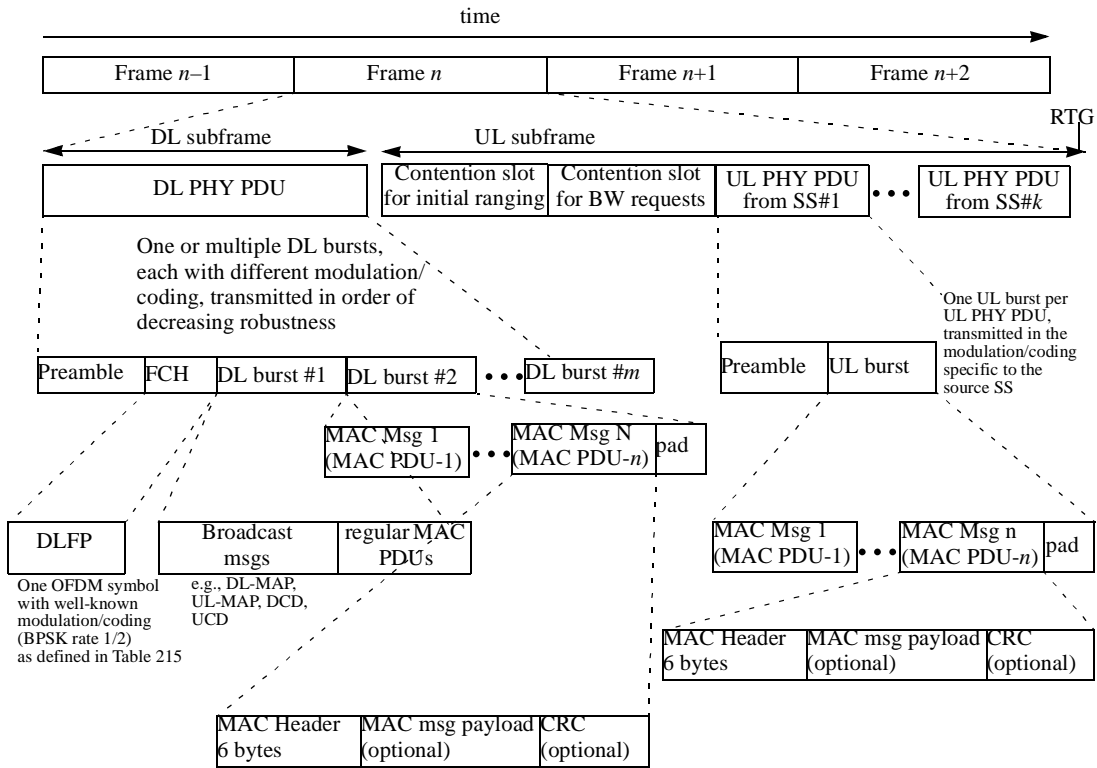 time
Frame n–1
Frame n
Frame n+1
Frame n+2
RTG
DL subframe
UL subframe
DL PHY PDU
Contention slot
for initial ranging
Contention slot
for BW requests
UL PHY PDU
from SS#1
UL PHY PDU
from SS#k
One or multiple DL bursts,
each with different modulation/
coding, transmitted in order of
decreasing robustness
One UL burst per
UL PHY PDU,
transmitted in the
modulation/coding
specific to the
source SS
Preamble
FCH
DL burst #1
DL burst #2
DL burst #m
Preamble
UL burst
MAC Msg 1
(MAC PDU-1)
MAC Msg N
(MAC PDU-n)
pad
DLFP
Broadcast
msgs
regular MAC
PDUs
MAC Msg 1
(MAC PDU-1)
MAC Msg n
(MAC PDU-n)
pad
One OFDM symbol
with well-known
modulation/coding
(BPSK rate 1/2)
as defined in Table 215
e.g., DL-MAP,
UL-MAP, DCD,
UCD
MAC Header
6 bytes
MAC msg payload
(optional)
CRC
(optional)
MAC Header
6 bytes
MAC msg payload
(optional)
CRC
(optional)